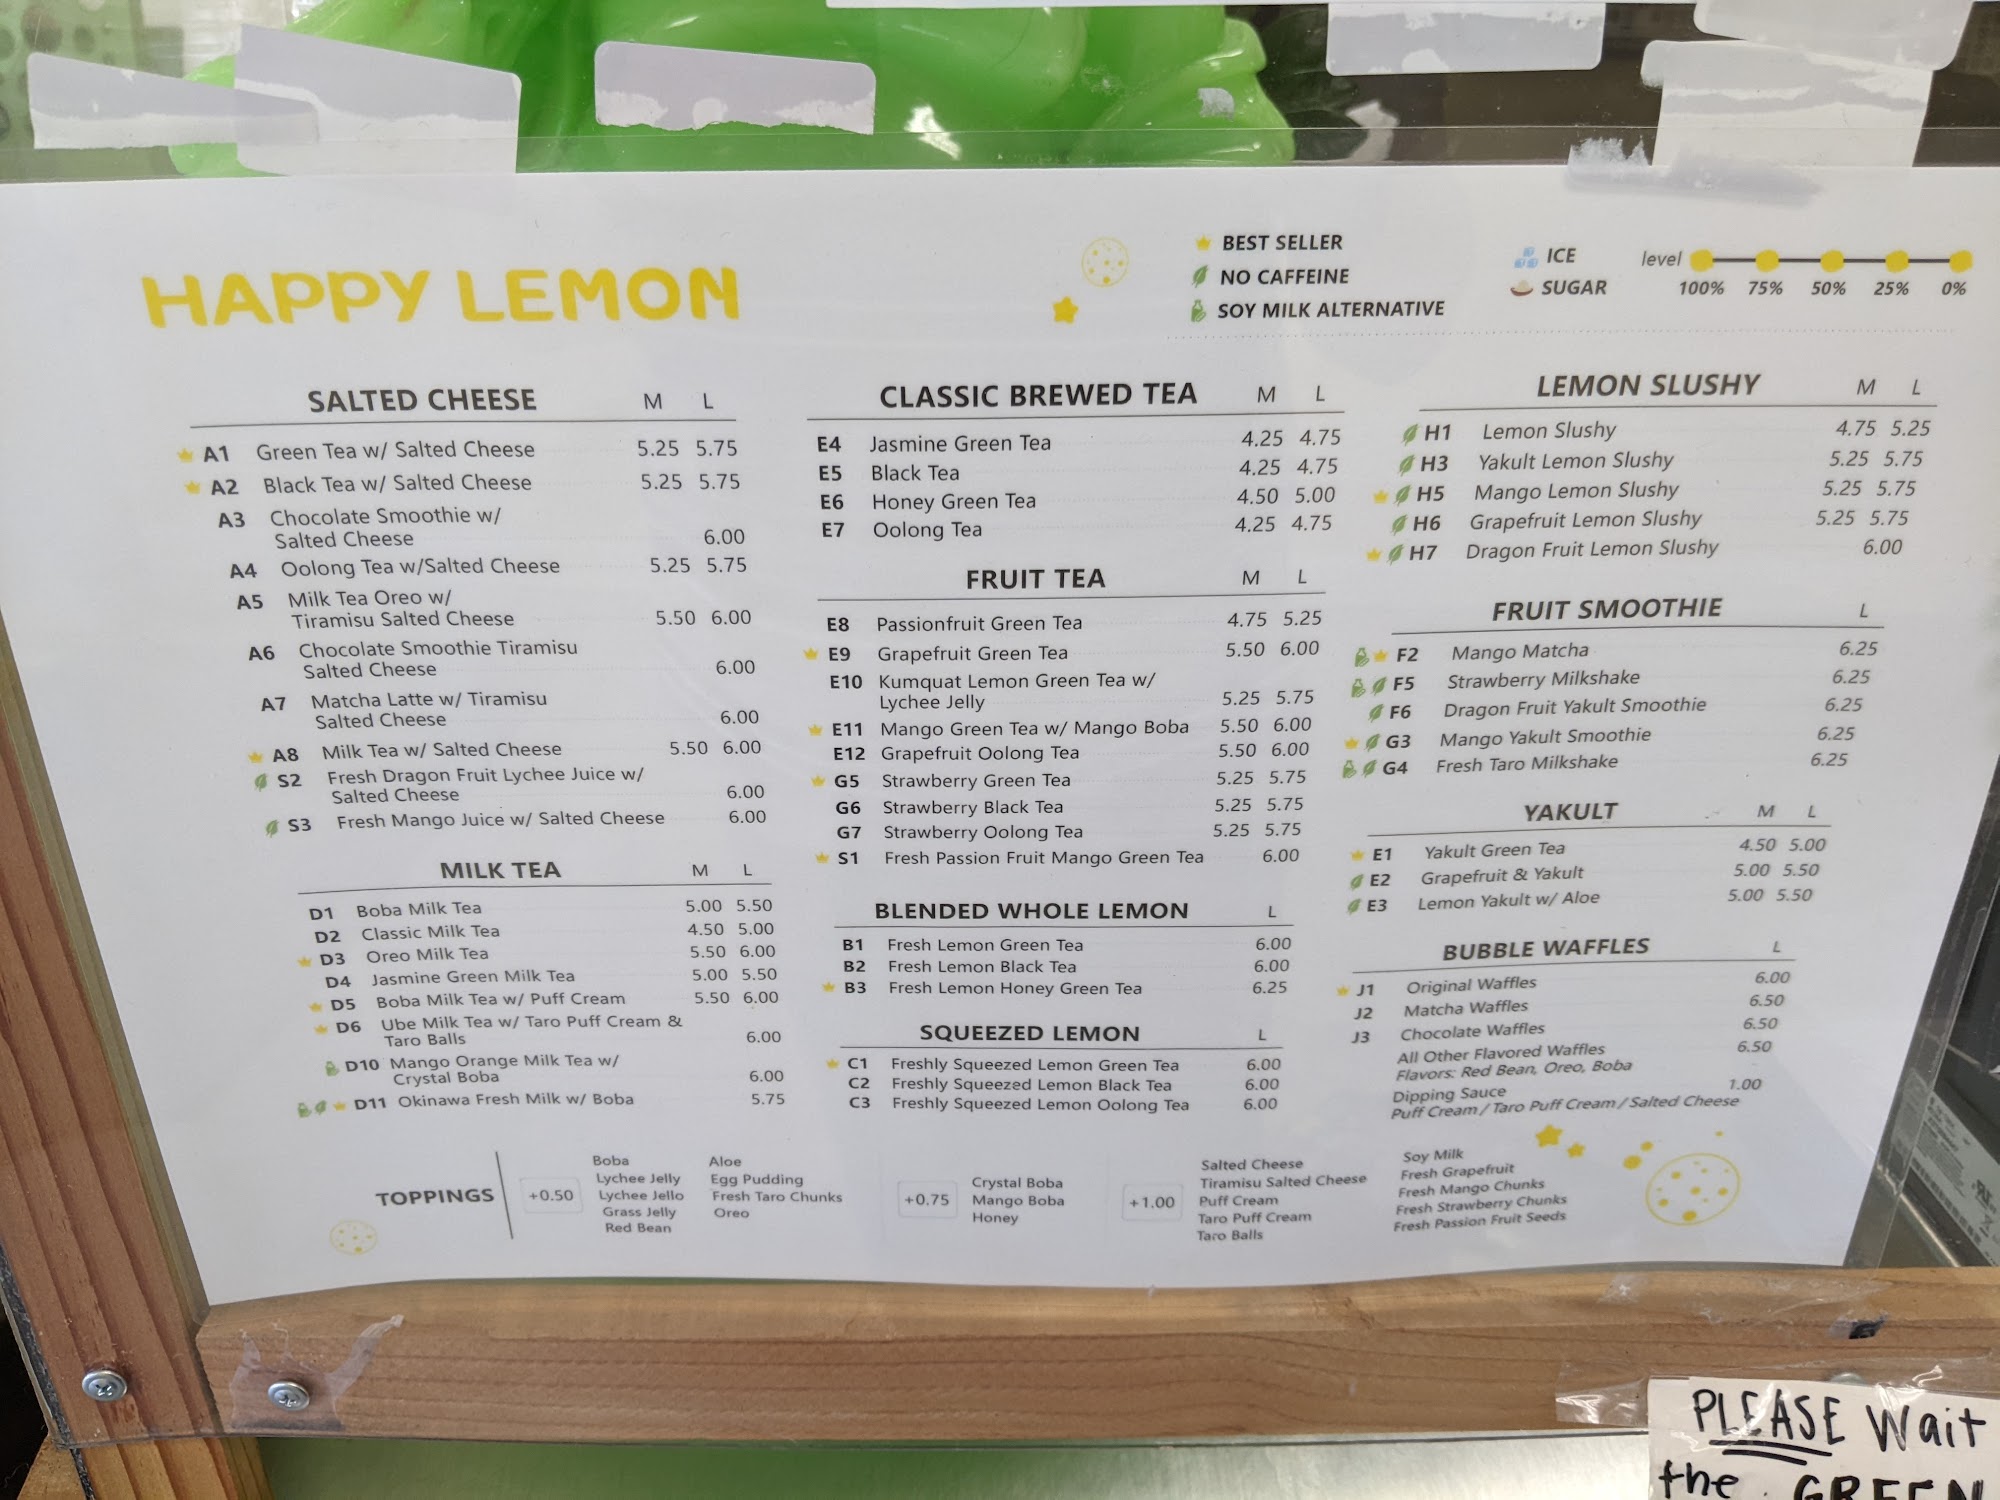 HAPPY LEMON
BEST SELLER
NO CAFFEINE
SOY MILK ALTERNATIVE
ICE
SUGAR
level
100% 75% 50% 25% 0%
SALTED CHEESE M L
A1 Green Tea w/ Salted Cheese 5.25 5.75
A2 Black Tea w/ Salted Cheese 5.25 5.75
A3 Chocolate Smoothie w/
Salted Cheese 6.00
A4 Oolong Tea w/Salted Cheese 5.25 5.75
A5 Milk Tea Oreo w/
Tiramisu Salted Cheese 5.50 6.00
A6 Chocolate Smoothie Tiramisu
Salted Cheese 6.00
A7 Matcha Latte w/ Tiramisu
Salted Cheese 6.00
A8 Milk Tea w/ Salted Cheese 5.50 6.00
S2 Fresh Dragon Fruit Lychee Juice w/
Salted Cheese 6.00
S3 Fresh Mango Juice w/ Salted Cheese 6.00
MILK TEA M L
D1 Boba Milk Tea 5.00 5.50
D2 Classic Milk Tea 4.50 5.00
D3 Oreo Milk Tea 5.50 6.00
D4 Jasmine Green Milk Tea 5.00 5.50
D5 Boba Milk Tea w/ Puff Cream 5.50 6.00
D6 Ube Milk Tea w/ Taro Puff Cream &
Taro Balls 6.00
D10 Mango Orange Milk Tea w/
Crystal Boba 6.00
D11 Okinawa Fresh Milk w/ Boba 5.75
CLASSIC BREWED TEA M L
E4 Jasmine Green Tea 4.25 4.75
E5 Black Tea 4.25 4.75
E6 Honey Green Tea 4.50 5.00
E7 Oolong Tea 4.25 4.75
FRUIT TEA M L
E8 Passionfruit Green Tea 4.75 5.25
E9 Grapefruit Green Tea 5.50 6.00
E10 Kumquat Lemon Green Tea w/
Lychee Jelly 5.25 5.75
E11 Mango Green Tea w/ Mango Boba 5.50 6.00
E12 Grapefruit Oolong Tea 5.50 6.00
G5 Strawberry Green Tea 5.25 5.75
G6 Strawberry Black Tea 5.25 5.75
G7 Strawberry Oolong Tea 5.25 5.75
S1 Fresh Passion Fruit Mango Green Tea 6.00
BLENDED WHOLE LEMON L
B1 Fresh Lemon Green Tea 6.00
B2 Fresh Lemon Black Tea 6.00
B3 Fresh Lemon Honey Green Tea 6.25
SQUEEZED LEMON L
C1 Freshly Squeezed Lemon Green Tea 6.00
C2 Freshly Squeezed Lemon Black Tea 6.00
C3 Freshly Squeezed Lemon Oolong Tea 6.00
LEMON SLUSHY M L
H1 Lemon Slushy 4.75 5.25
H3 Yakult Lemon Slushy 5.25 5.75
H5 Mango Lemon Slushy 5.25 5.75
H6 Grapefruit Lemon Slushy 5.25 5.75
H7 Dragon Fruit Lemon Slushy 6.00
FRUIT SMOOTHIE L
F2 Mango Matcha 6.25
F5 Strawberry Milkshake 6.25
F6 Dragon Fruit Yakult Smoothie 6.25
G3 Mango Yakult Smoothie 6.25
G4 Fresh Taro Milkshake 6.25
YAKULT M L
E1 Yakult Green Tea 4.50 5.00
E2 Grapefruit & Yakult 5.00 5.50
E3 Lemon Yakult w/ Aloe 5.00 5.50
BUBBLE WAFFLES L
J1 Original Waffles 6.00
J2 Matcha Waffles 6.50
J3 Chocolate Waffles 6.50
All Other Flavored Waffles 6.50
Flavors: Red Bean, Oreo, Boba
Dipping Sauce 1.00
Puff Cream / Taro Puff Cream / Salted Cheese
TOPPINGS
+0.50
Boba
Lychee Jelly
Lychee Jello
Grass Jelly
Red Bean
Aloe
Egg Pudding
Fresh Taro Chunks
Oreo
+0.75
Crystal Boba
Mango Boba
Honey
+1.00
Salted Cheese
Tiramisu Salted Cheese
Puff Cream
Taro Puff Cream
Taro Balls
Soy Milk
Fresh Grapefruit
Fresh Mango Chunks
Fresh Strawberry Chunks
Fresh Passion Fruit Seeds
PLEASE Wait
the GREEN